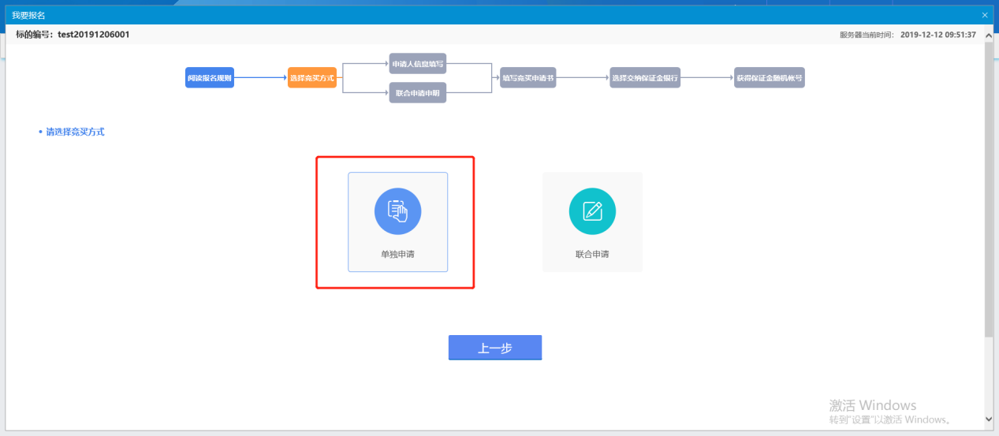 我要报名
标的编号：test20191206001
服务器当前时间： 2019-12-12 09:51:37
阅读报名规则
选择竞买方式
申请人信息填写
联合申请申明
填写竞买申请书
选择交纳保证金银行
获得保证金随机帐号
• 请选择竞买方式
单独申请
联合申请
上一步
激活 Windows
转到"设置"以激活 Windows。